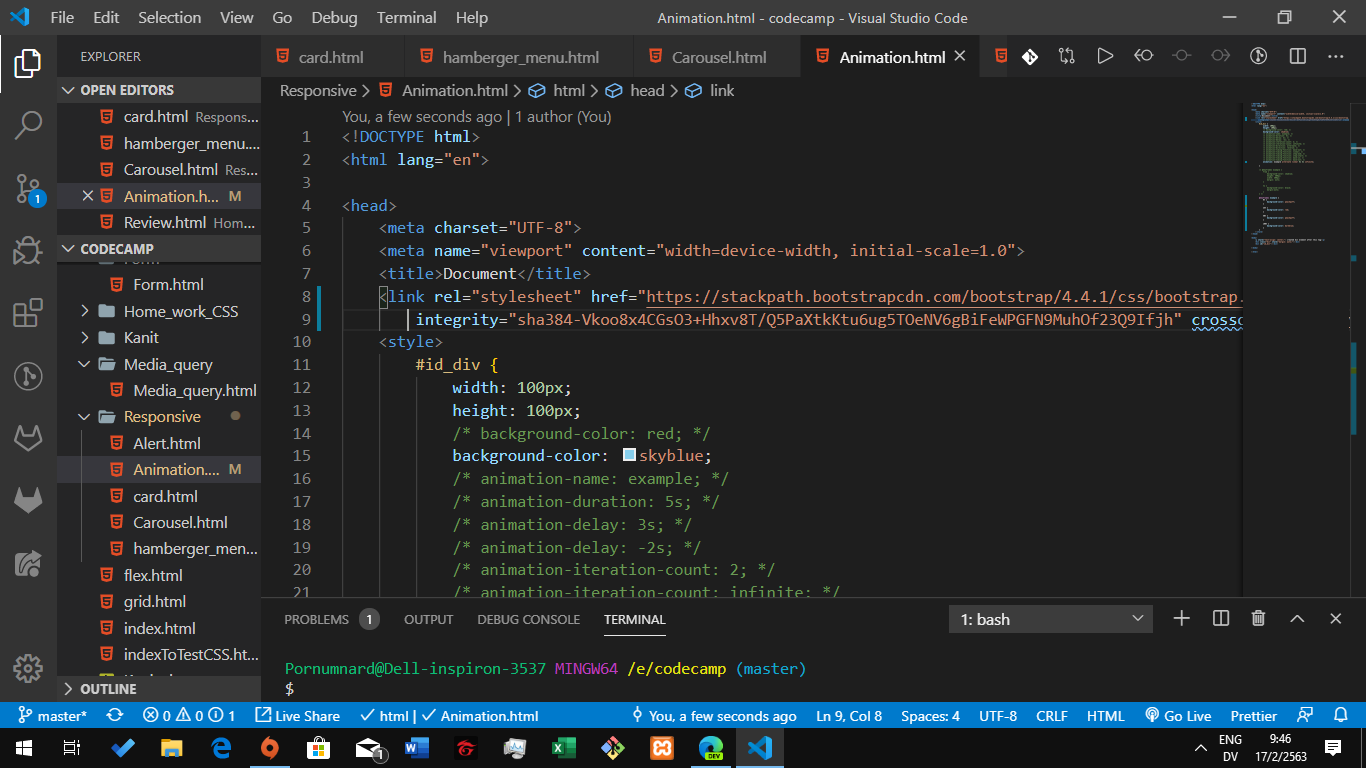 File Edit Selection View Go Debug Terminal Help
Animation.html - codecamp - Visual Studio Code
EXPLORER
OPEN EDITORS
card.html Respons...
hamberger_menu....
Carousel.html Res...
Animation.h... M
Review.html Hom...
CODECAMP
Form.html
Home_work_CSS
Kanit
Media_query
Media_query.html
Responsive
Alert.html
Animation.... M
card.html
Carousel.html
hamberger_men...
flex.html
grid.html
index.html
indexToTestCSS.ht...
OUTLINE
1
card.html hamberger_menu.html Carousel.html Animation.html
Responsive > Animation.html > html > head > link
You, a few seconds ago | 1 author (You)
1 <!DOCTYPE html>
2 <html lang="en">
3
4 <head>
5 <meta charset="UTF-8">
6 <meta name="viewport" content="width=device-width, initial-scale=1.0">
7 <title>Document</title>
8 <link rel="stylesheet" href="https://stackpath.bootstrapcdn.com/bootstrap/4.4.1/css/bootstrap.
9 integrity="sha384-Vkoo8x4CGsO3+Hhxv8T/Q5PaXtkKtu6ug5TOeNV6gBiFeWPGFN9MuhOf23Q9Ifjh" crosso
10 <style>
11 #id_div {
12 width: 100px;
13 height: 100px;
14 /* background-color: red; */
15 background-color: skyblue;
16 /* animation-name: example; */
17 /* animation-duration: 5s; */
18 /* animation-delay: 3s; */
19 /* animation-delay: -2s; */
20 /* animation-iteration-count: 2; */
21 /* animation-iteration-count: infinite; */
PROBLEMS 1 OUTPUT DEBUG CONSOLE TERMINAL
1: bash
Pornumnard@Dell-inspiron-3537 MINGW64 /e/codecamp (master)
$
master* 0 0 1 Live Share html | Animation.html You, a few seconds ago Ln 9, Col 8 Spaces: 4 UTF-8 CRLF HTML Go Live Prettier
1
DEV
ENG
DV
9:46
17/2/2563